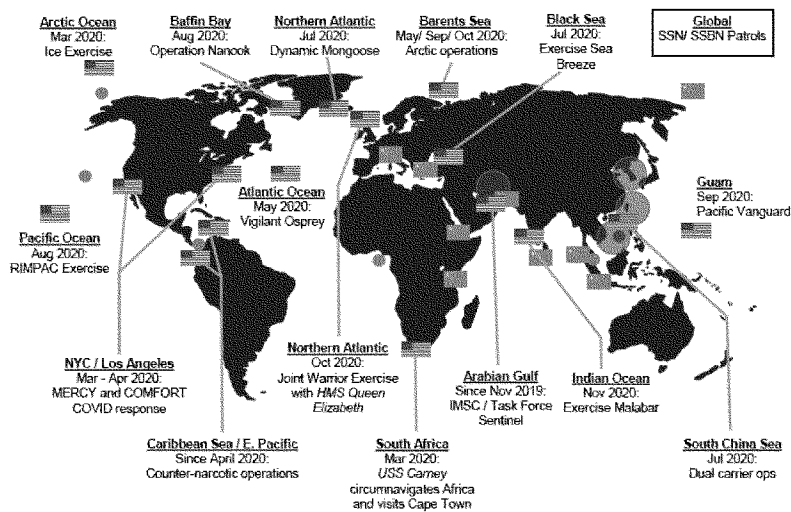 Arctic Ocean
Mar 2020:
Ice Exercise
Baffin Bay
Aug 2020:
Operation Nanook
Northern Atlantic
Jul 2020:
Dynamic Mongoose
Barents Sea
May/ Sep/ Oct 2020:
Arctic operations
Black Sea
Jul 2020:
Exercise Sea
Breeze
Global
SSN/ SSBN Patrols
Atlantic Ocean
May 2020:
Vigilant Osprey
Guam
Sep 2020:
Pacific Vanguard
Pacific Ocean
Aug 2020:
RIMPAC Exercise
NYC / Los Angeles
Mar - Apr 2020:
MERCY and COMFORT
COVID response
Northern Atlantic
Oct 2020:
Joint Warrior Exercise
with HMS Queen
Elizabeth
Arabian Gulf
Since Nov 2019:
IMSC / Task Force
Sentinel
Indian Ocean
Nov 2020:
Exercise Malabar
Caribbean Sea / E. Pacific
Since April 2020:
Counter-narcotic operations
South Africa
Mar 2020:
USS Carney
circumnavigates Africa
and visits Cape Town
South China Sea
Jul 2020:
Dual carrier ops